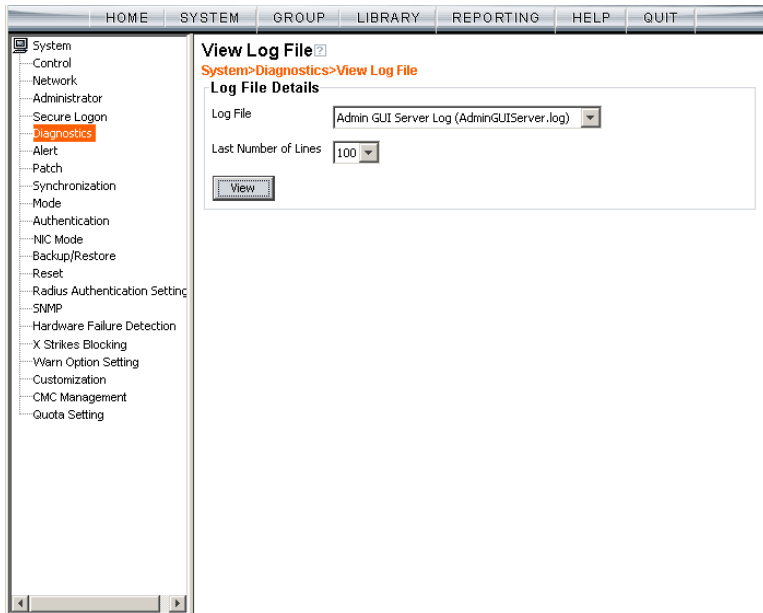 HOME SYSTEM GROUP LIBRARY REPORTING HELP QUIT
System
Control
Network
Administrator
Secure Logon
Diagnostics
Alert
Patch
Synchronization
Mode
Authentication
NIC Mode
Backup/Restore
Reset
Radius Authentication Setting
SNMP
Hardware Failure Detection
X Strikes Blocking
Warn Option Setting
Customization
CMC Management
Quota Setting
View Log File ?
System>Diagnostics>View Log File
Log File Details
Log File Admin GUI Server Log (AdminGUIServer.log)
Last Number of Lines 100
View